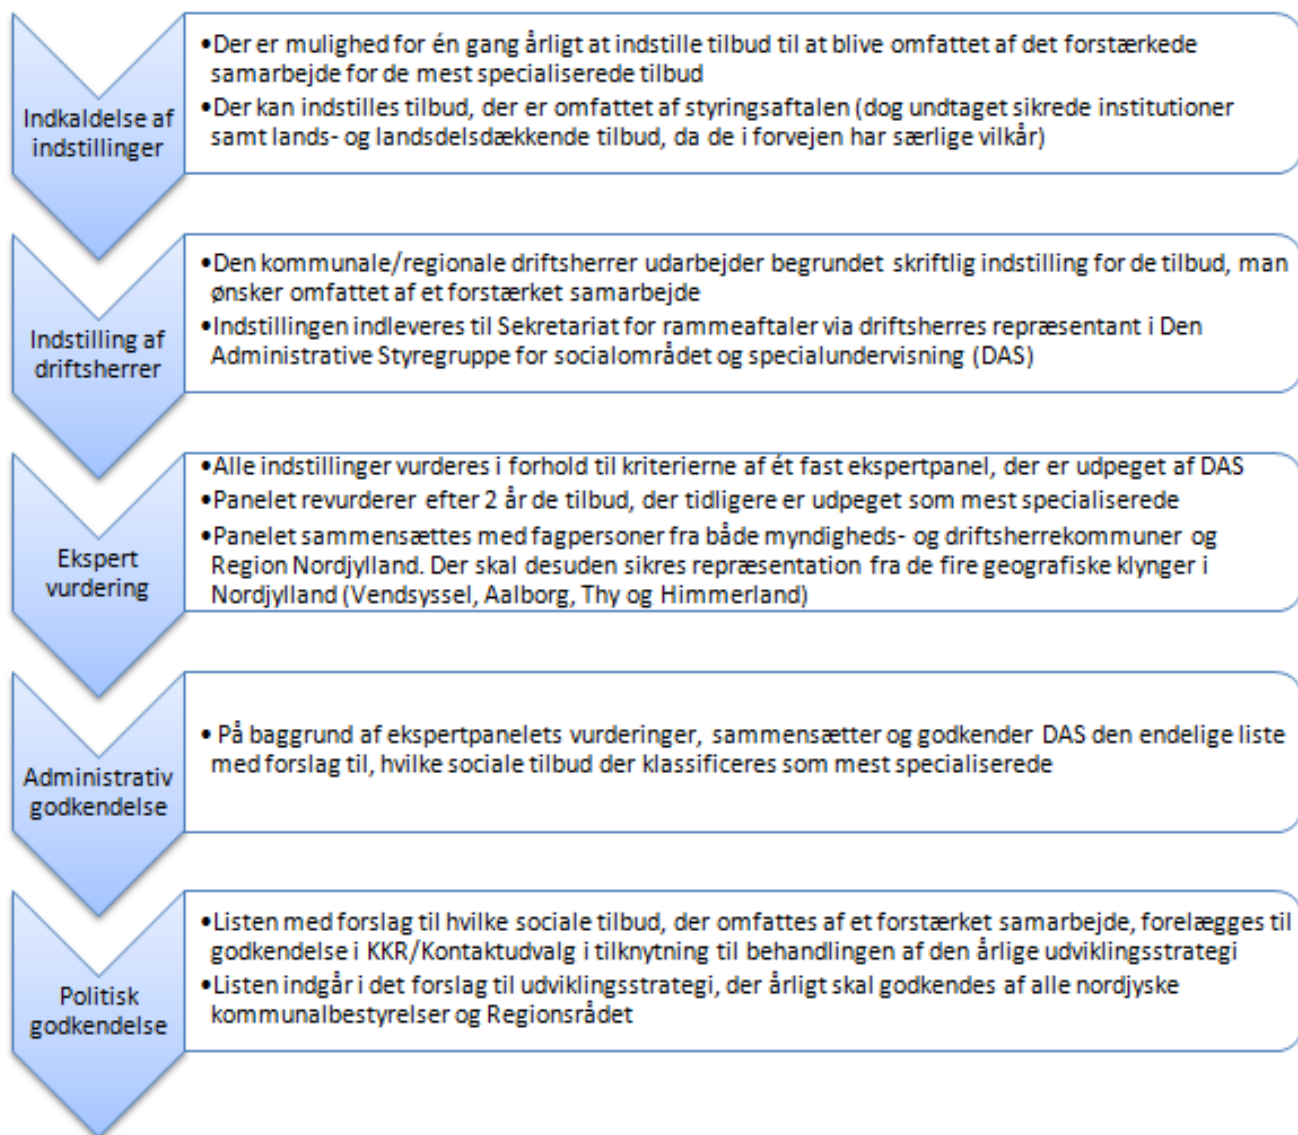 Indkaldelse af
indstillinger
•Der er mulighed for én gang årligt at indstille tilbud til at blive omfattet af det forstærkede
samarbejde for de mest specialiserede tilbud
•Der kan indstilles tilbud, der er omfattet af styringsaftalen (dog undtaget sikrede institutioner
samt lands- og landsdelsdækkende tilbud, da de i forvejen har særlige vilkår)
Indstilling af
driftsherrer
•Den kommunale/regionale driftsherrer udarbejder begrundet skriftlig indstilling for de tilbud, man
ønsker omfattet af et forstærket samarbejde
•Indstillingen indleveres til Sekretariat for rammeaftaler via driftsherres repræsentant i Den
Administrative Styregruppe for socialområdet og specialundervisning (DAS)
Ekspert
vurdering
•Alle indstillinger vurderes i forhold til kriterierne af ét fast ekspertpanel, der er udpeget af DAS
•Panelet revurderer efter 2 år de tilbud, der tidligere er udpeget som mest specialiserede
•Panelet sammensættes med fagpersoner fra både myndigheds- og driftsherrekommuner og
Region Nordjylland. Der skal desuden sikres repræsentation fra de fire geografiske klynger i
Nordjylland (Vendsyssel, Aalborg, Thy og Himmerland)
Administrativ
godkendelse
• På baggrund af ekspertpanelets vurderinger, sammensætter og godkender DAS den endelige liste
med forslag til, hvilke sociale tilbud der klassificeres som mest specialiserede
Politisk
godkendelse
•Listen med forslag til hvilke sociale tilbud, der omfattes af et forstærket samarbejde, forelægges til
godkendelse i KKR/Kontaktudvalg i tilknytning til behandlingen af den årlige udviklingsstrategi
•Listen indgår i det forslag til udviklingsstrategi, der årligt skal godkendes af alle nordjyske
kommunalbestyrelser og Regionsrådet